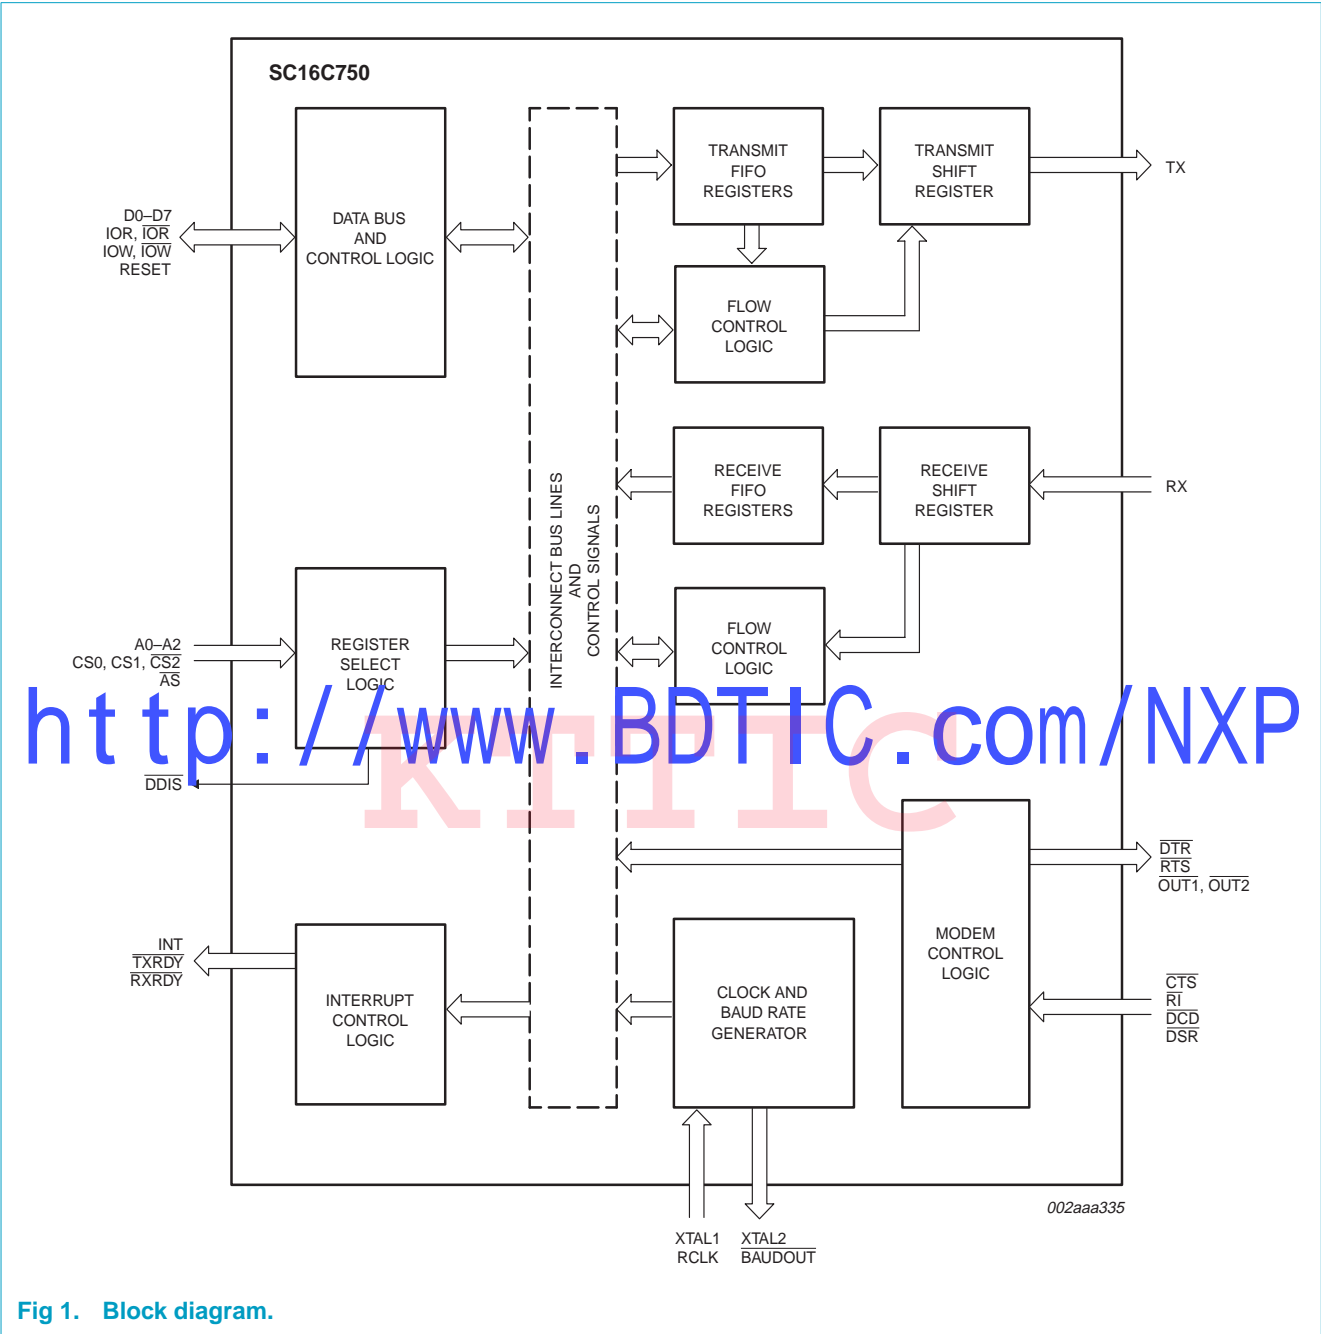 SC16C750
D0–D7
IOR, IOR
IOW, IOW
RESET
DATA BUS
AND
CONTROL LOGIC
TRANSMIT
FIFO
REGISTERS
TRANSMIT
SHIFT
REGISTER
TX
FLOW
CONTROL
LOGIC
RECEIVE
FIFO
REGISTERS
RECEIVE
SHIFT
REGISTER
RX
INTERCONNECT BUS LINES
AND
CONTROL SIGNALS
FLOW
CONTROL
LOGIC
A0–A2
CS0, CS1, CS2
AS
REGISTER
SELECT
LOGIC
http://www.BDTIC.com/NXP
KTTIC
DDIS
DTR
RTS
OUT1, OUT2
MODEM
CONTROL
LOGIC
CTS
RI
DCD
DSR
INT
TXRDY
RXRDY
INTERRUPT
CONTROL
LOGIC
CLOCK AND
BAUD RATE
GENERATOR
002aaa335
XTAL1
RCLK
XTAL2
BAUDOUT
Fig 1. Block diagram.